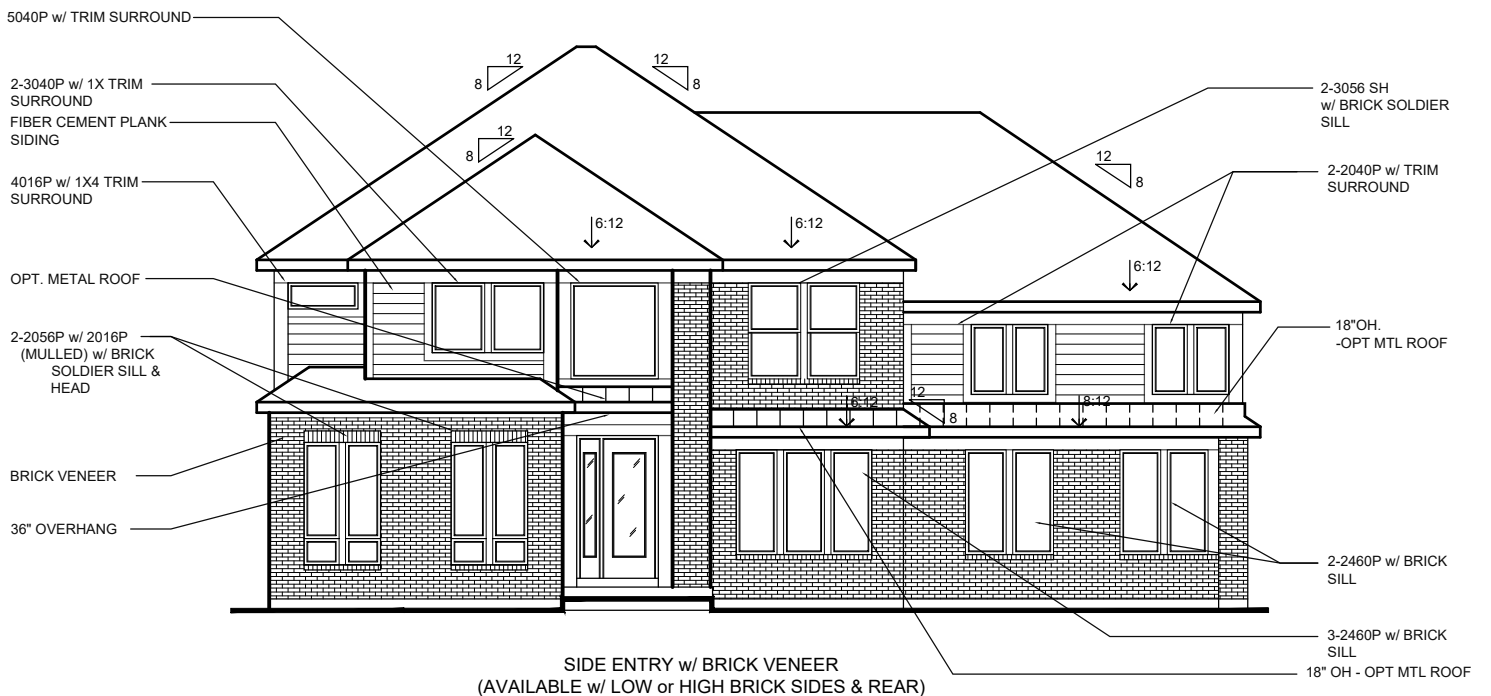 5040P w/ TRIM SURROUND
2-3040P w/ 1X TRIM
SURROUND
FIBER CEMENT PLANK
SIDING
4016P w/ 1X4 TRIM
SURROUND
OPT. METAL ROOF
2-2056P w/ 2016P
(MULLED) w/ BRICK
SOLDIER SILL &
HEAD
BRICK VENEER
36" OVERHANG
12
8
12
8
12
8
12
8
6:12
6:12
6:12
6:12
12
8
8:12
2-3056 SH
w/ BRICK SOLDIER
SILL
2-2040P w/ TRIM
SURROUND
18"OH.
-OPT MTL ROOF
2-2460P w/ BRICK
SILL
3-2460P w/ BRICK
SILL
18" OH - OPT MTL ROOF
SIDE ENTRY w/ BRICK VENEER
(AVAILABLE w/ LOW or HIGH BRICK SIDES & REAR)